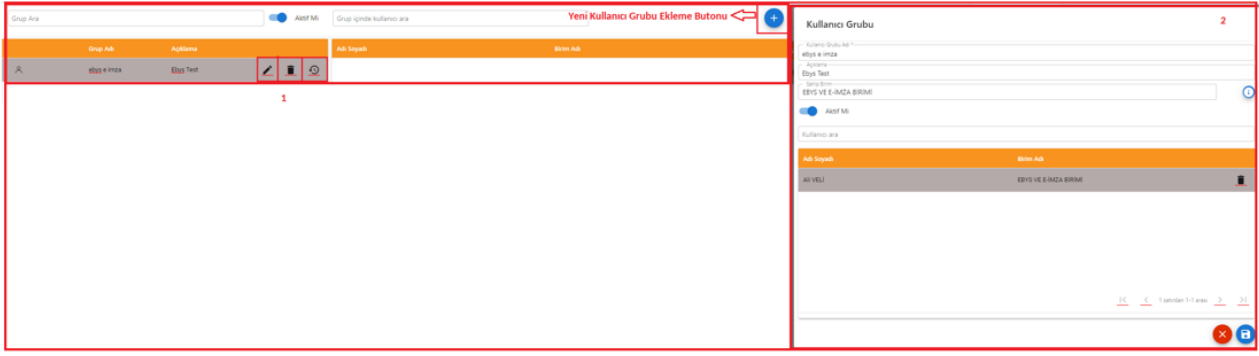 Grup Ara
Aktif Mi
Grup içinde kullanıcı ara
Yeni Kullanıcı Grubu Ekleme Butonu
Grup Adı
Açıklama
Adı Soyadı
Birim Adı
ebys e imza
Ebys Test
1
Kullanıcı Grubu
2
Kullanıcı Grubu Adı *
ebys e imza
Açıklama
Ebys Test
EBYS VE E-İMZA BİRİMİ
Aktif Mi
Kullanıcı ara
Adı Soyadı
Birim Adı
Ali VELİ
EBYS VE E-İMZA BİRİMİ
1 satırdan 1-1 arası